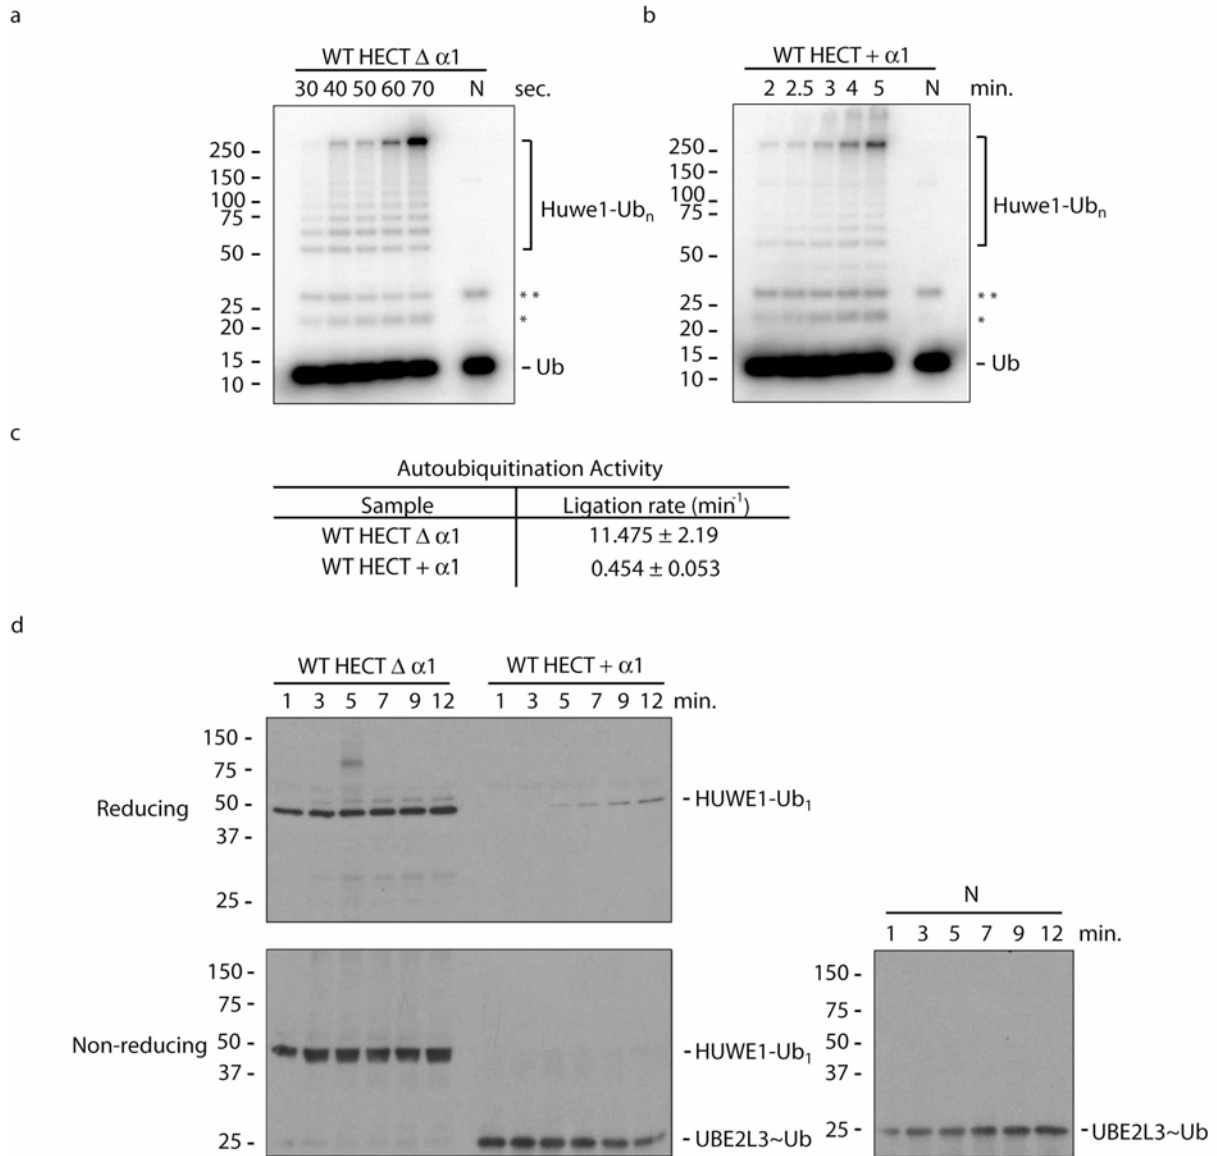 a
WT HECT Δ α1
30 40 50 60 70 N sec.
250 -
150 -
100 -
75 -
50 -
25 -
20 -
15 -
10 -
Huwe1-Ubn
**
*
- Ub
b
WT HECT + α1
2 2.5 3 4 5 N min.
250 -
150 -
100 -
75 -
50 -
25 -
20 -
15 -
10 -
Huwe1-Ubn
**
*
- Ub
c
Autoubiquitination Activity
Sample Ligation rate (min-1)
WT HECT Δ α1 11.475 ± 2.19
WT HECT + α1 0.454 ± 0.053
d
WT HECT Δ α1 WT HECT + α1
1 3 5 7 9 12 1 3 5 7 9 12 min.
Reducing
150 -
75 -
50 -
37 -
25 -
- HUWE1-Ub1
Non-reducing
150 -
75 -
50 -
37 -
25 -
- HUWE1-Ub1
- UBE2L3~Ub
N
1 3 5 7 9 12 min.
150 -
75 -
50 -
37 -
25 -
- UBE2L3~Ub